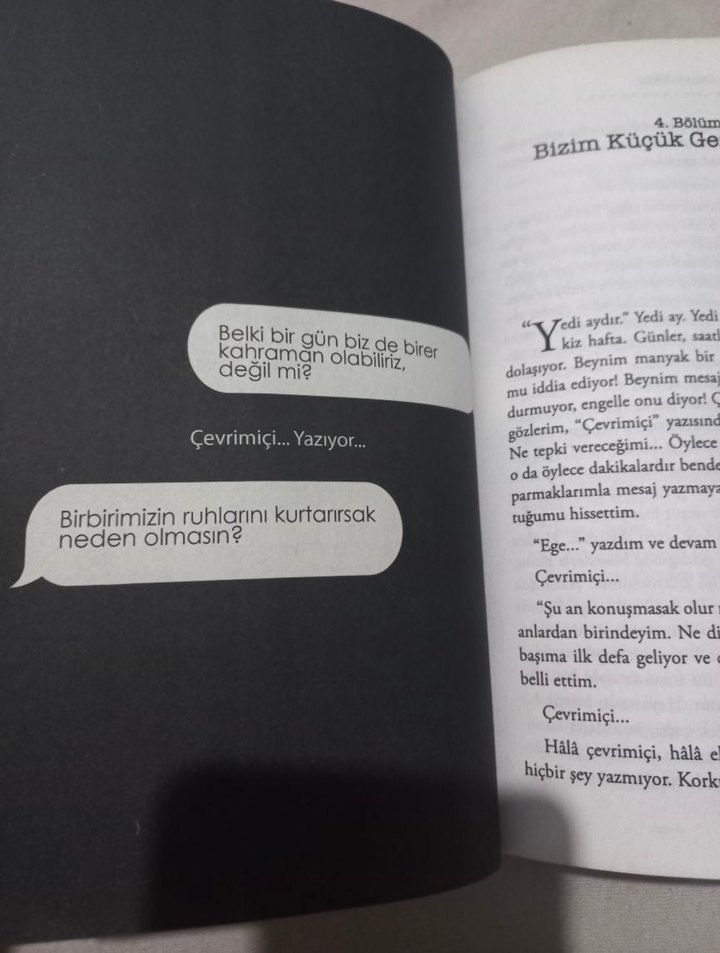 Belki bir gün biz de birer
kahraman olabiliriz,
değil mi?
Çevrimiçi... Yazıyor...
Birbirimizin ruhlarını kurtarırsak
neden olmasın?
4. Bölüm
Bizim Küçük
“Yedi aydır.” Yedi ay. Yedi
kiz hafta. Günler,
dolaşıyor. Beynim manyak bir
mu iddia ediyor! Beynim
durmuyor, engelle onu diyor!
gözlerim, “Çevrimiçi”
Ne tepki vereceğimi... Öylece
o da öylece dakikalardır
parmaklarımla mesaj
tuğumu hissettim.
“Ege...” yazdım ve devam
Çevrimiçi...
“Şu an konuşmasak olur
anlardan birindeyim. Ne
başıma ilk defa geliyor ve
belli ettim.
Çevrimiçi...
Hâlâ çevrimiçi, hâlâ
hiçbir şey yazmıyor.